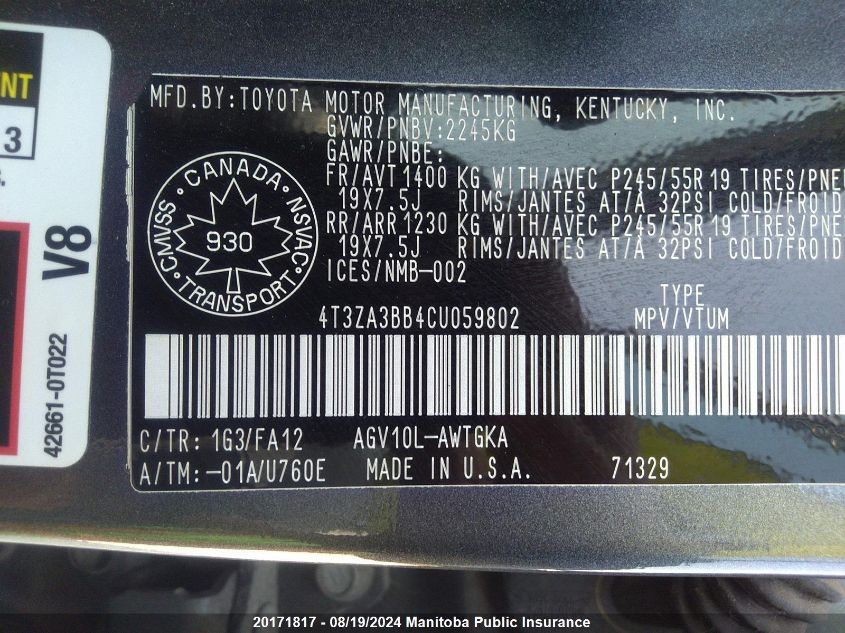 NT
3
V8
42661-0T022
MFD.BY:TOYOTA MOTOR MANUFACTURING, KENTUCKY, INC.
GVWR/PNBV:2245KG
GAWR/PNBE:
FR/AVT1400 KG WITH/AVEC P245/55R19 TIRES/PNE
19X7.5J RIMS/JANTES AT/À 32PSI COLD/FROID
RR/ARR1230 KG WITH/AVEC P245/55R19 TIRES/PNE
19X7.5J RIMS/JANTES AT/À 32PSI COLD/FROID
ICES/NMB-002
CANADA
CMVSS NSVAC
930
TRANSPORT
4T3ZA3BB4CU059802
TYPE
MPV/VTUM
C/TR: 1G3/FA12 AGV10L-AWTGKA
A/TM:-01A/U760E MADE IN U.S.A. 71329
20171817 - 08/19/2024 Manitoba Public Insurance